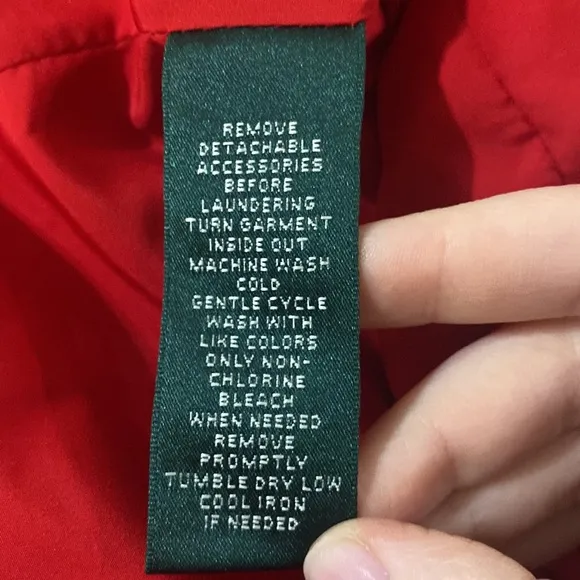 REMOVE
DETACHABLE
ACCESSORIES
BEFORE
LAUNDERING
TURN GARMENT
INSIDE OUT
MACHINE WASH
COLD
GENTLE CYCLE
WASH WITH
LIKE COLORS
ONLY NON-
CHLORINE
BLEACH
WHEN NEEDED
REMOVE
PROMPTLY
TUMBLE DRY LOW
COOL IRON
IF NEEDED